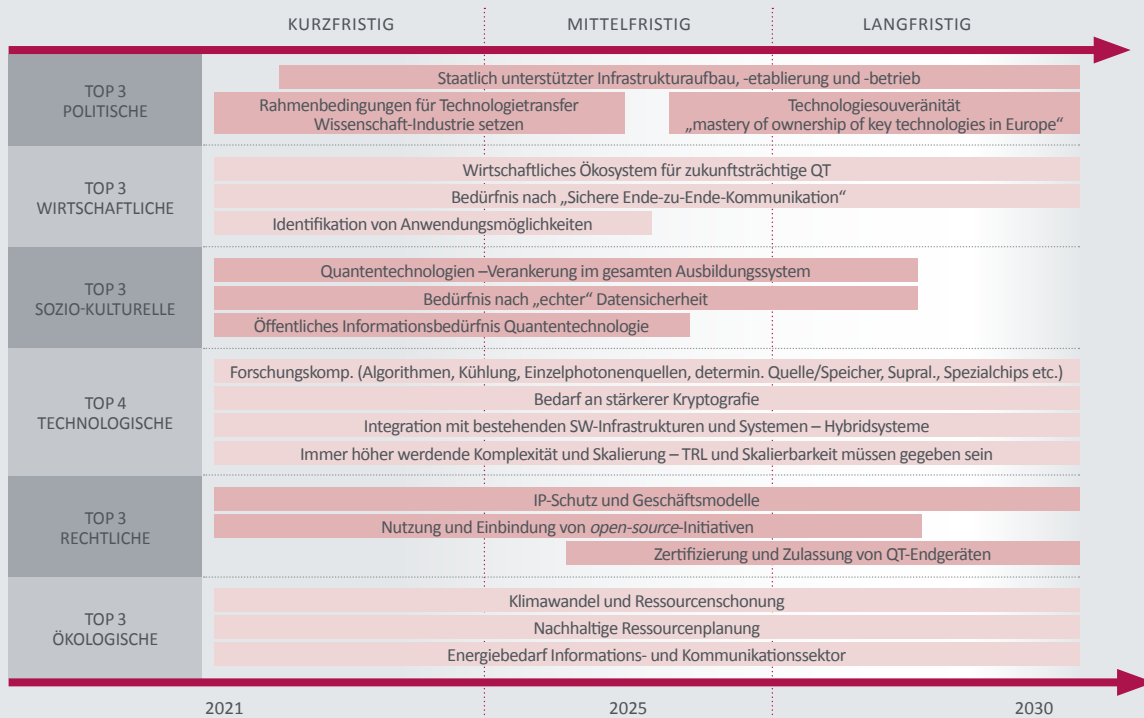 KURZFRISTIG
MITTELFRISTIG
LANGFRISTIG
TOP 3
POLITISCHE
Staatlich unterstützter Infrastrukturaufbau, -etablierung und -betrieb
Rahmenbedingungen für Technologietransfer
Wissenschaft-Industrie setzen
Technologiesouveränität
„mastery of ownership of key technologies in Europe“
TOP 3
WIRTSCHAFTLICHE
Wirtschaftliches Ökosystem für zukunftsträchtige QT
Bedürfnis nach „Sichere Ende-zu-Ende-Kommunikation“
Identifikation von Anwendungsmöglichkeiten
TOP 3
SOZIO-KULTURELLE
Quantentechnologien –Verankerung im gesamten Ausbildungssystem
Bedürfnis nach „echter“ Datensicherheit
Öffentliches Informationsbedürfnis Quantentechnologie
TOP 4
TECHNOLOGISCHE
Forschungskomp. (Algorithmen, Kühlung, Einzelphotonenquellen, determin. Quelle/Speicher, Supral., Spezialchips etc.)
Bedarf an stärkerer Kryptografie
Integration mit bestehenden SW-Infrastrukturen und Systemen – Hybridsysteme
Immer höher werdende Komplexität und Skalierung – TRL und Skalierbarkeit müssen gegeben sein
TOP 3
RECHTLICHE
IP-Schutz und Geschäftsmodelle
Nutzung und Einbindung von open-source-Initiativen
Zertifizierung und Zulassung von QT-Endgeräten
TOP 3
ÖKOLOGISCHE
Klimawandel und Ressourcenschonung
Nachhaltige Ressourcenplanung
Energiebedarf Informations- und Kommunikationssektor
2021
2025
2030